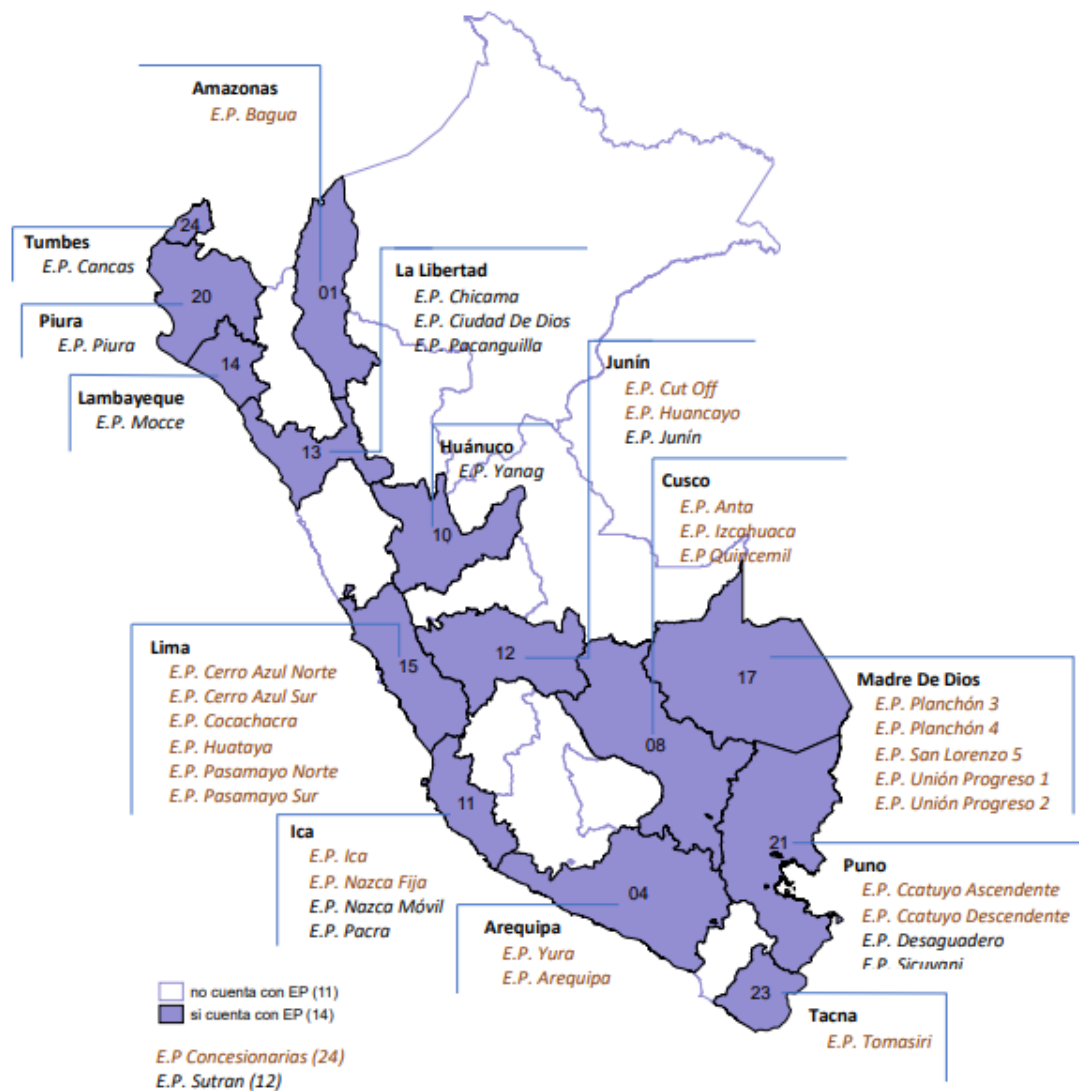 Amazonas
E.P. Bagua
24
Tumbes
E.P. Cancas
La Libertad
E.P. Chicama
E.P. Ciudad De Dios
E.P. Pacanguilla
20
01
Piura
E.P. Piura
14
Lambayeque
E.P. Mocce
Junín
E.P. Cut Off
E.P. Huancayo
E.P. Junín
13
Huánuco
E.P. Yanag
10
Cusco
E.P. Anta
E.P. Izcahuaca
E.P Quincemil
Lima
E.P. Cerro Azul Norte
E.P. Cerro Azul Sur
E.P. Cocachacra
E.P. Huataya
E.P. Pasamayo Norte
E.P. Pasamayo Sur
15
12
17
Madre De Dios
E.P. Planchón 3
E.P. Planchón 4
E.P. San Lorenzo 5
E.P. Unión Progreso 1
E.P. Unión Progreso 2
08
11
Ica
E.P. Ica
E.P. Nazca Fija
E.P. Nazca Móvil
E.P. Pacra
21
Puno
E.P. Ccatuyo Ascendente
E.P. Ccatuyo Descendente
E.P. Desaguadero
E.P. Sicuyani
04
Arequipa
E.P. Yura
E.P. Arequipa
23
Tacna
E.P. Tomasiri
no cuenta con EP (11)
si cuenta con EP (14)
E.P Concesionarias (24)
E.P. Sutran (12)